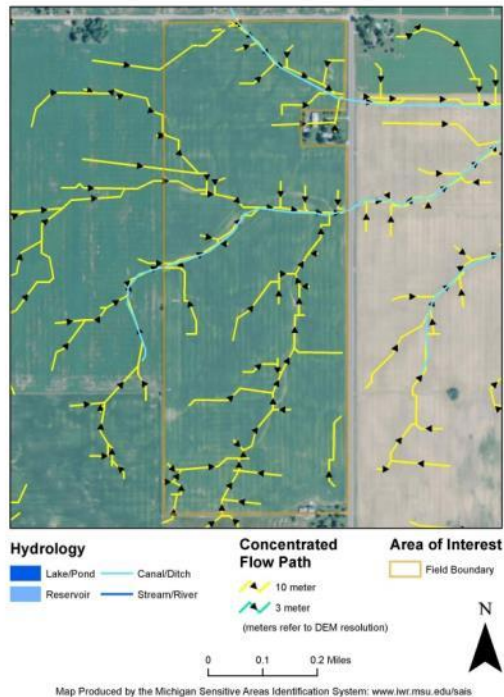 Hydrology
Lake/Pond
Canal/Ditch
Reservoir
Stream/River
Concentrated
Flow Path
10 meter
3 meter
(meters refer to DEM resolution)
Area of Interest
Field Boundary
N
0 0.1 0.2 Miles
Map Produced by the Michigan Sensitive Areas Identification System: www.iwr.msu.edu/sais